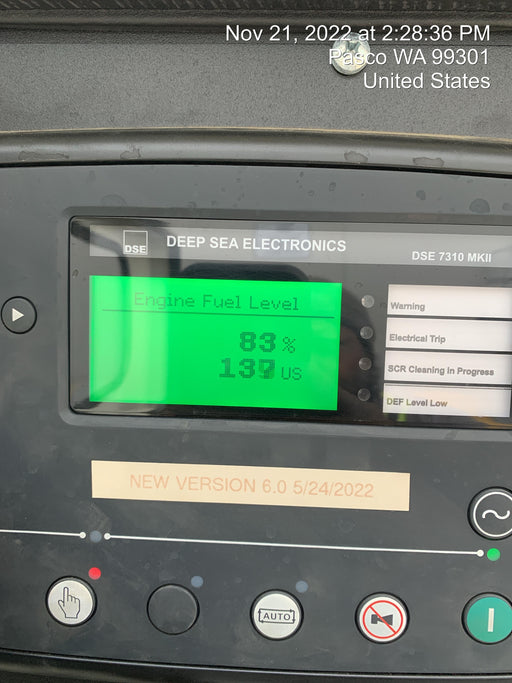 Nov 21, 2022 at 2:28:36 PM
Pasco WA 99301
United States
DSE
DEEP SEA ELECTRONICS
DSE 7310 MKII
Engine Fuel Level
83 %
US
Warning
Electrical Trip
SCR Cleaning in Progress
DEF Level Low
NEW VERSION 6.0 5/24/2022
AUTO